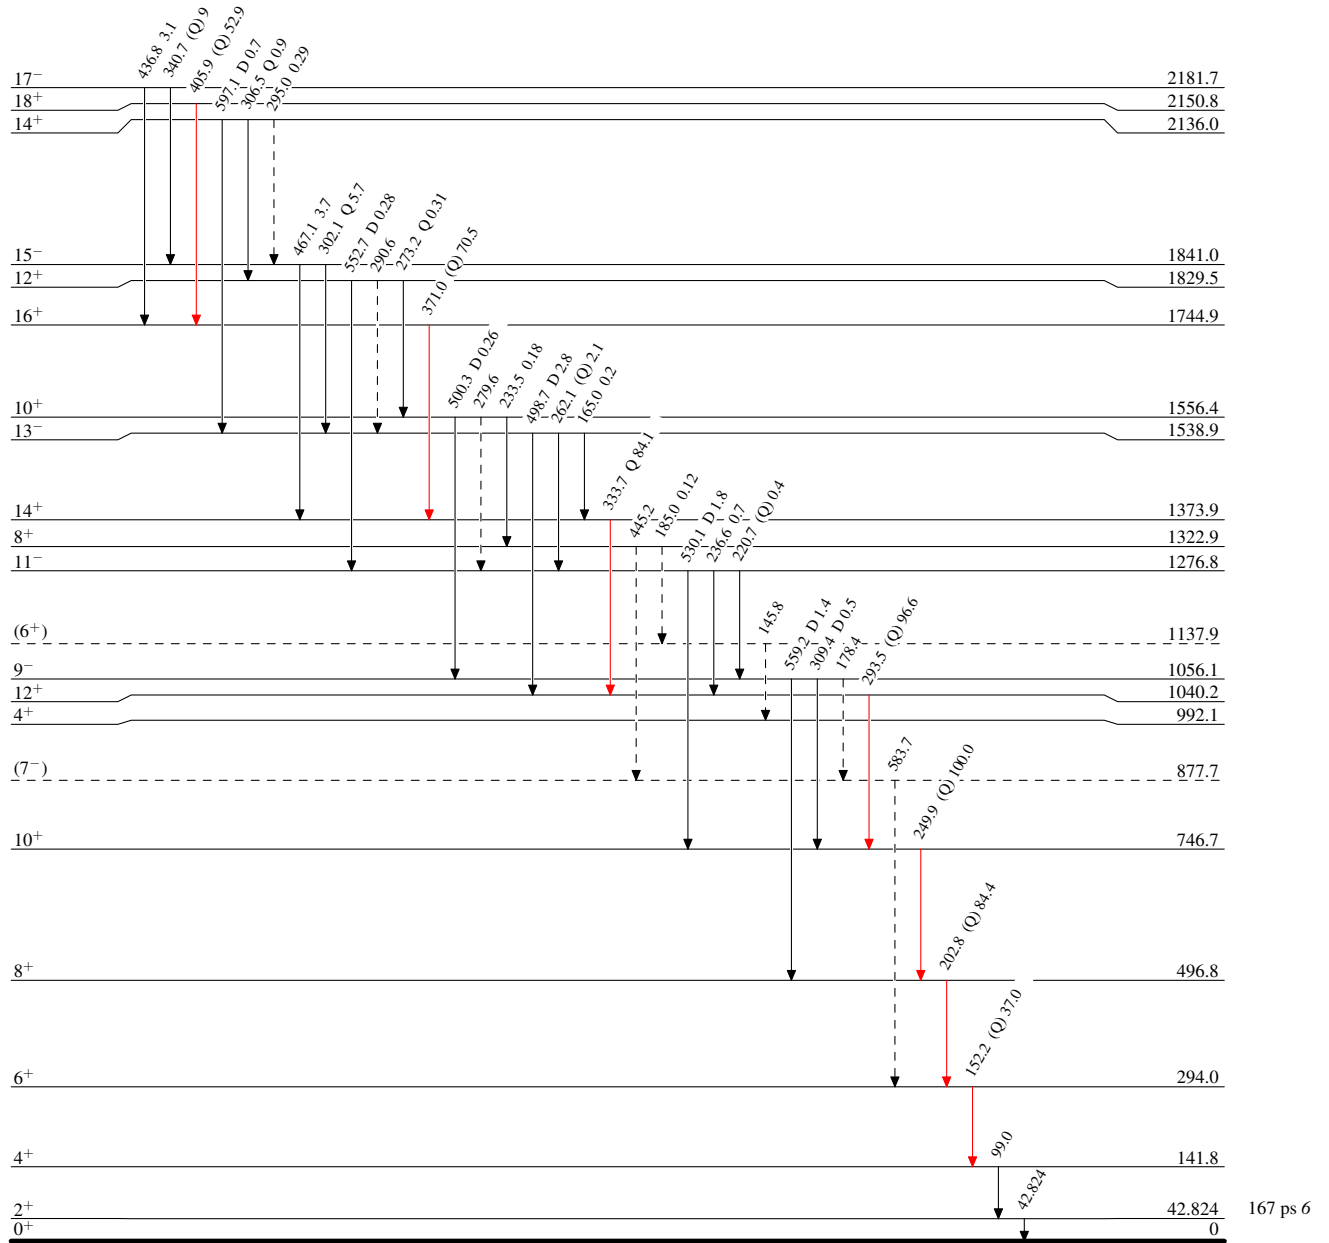 436.8 3.1
340.7 (Q) 9
405.9 (Q) 52.9
597.1 D 0.7
306.5 Q 0.9
295.0 0.29
17⁻ 2181.7
18⁺ 2150.8
14⁺ 2136.0
467.1 3.7
302.1 Q 5.7
552.7 D 0.28
290.6
273.2 Q 0.31
371.0 (Q) 70.5
15⁻ 1841.0
12⁺ 1829.5
16⁺ 1744.9
500.3 D 0.26
279.6
233.5 0.18
498.7 D 2.8
262.1 (Q) 2.1
165.0 0.2
10⁺ 1556.4
13⁻ 1538.9
333.7 Q 84.1
445.2
185.0 0.12
530.1 D 1.8
236.6 0.7
220.7 (Q) 0.4
14⁺ 1373.9
8⁺ 1322.9
11⁻ 1276.8
145.8
559.2 D 1.4
309.4 D 0.5
178.4
293.5 (Q) 96.6
(6⁺) 1137.9
9⁻ 1056.1
12⁺ 1040.2
4⁺ 992.1
583.7
(7⁻) 877.7
249.9 (Q) 100.0
10⁺ 746.7
202.8 (Q) 84.4
8⁺ 496.8
152.2 (Q) 37.0
6⁺ 294.0
99.0
4⁺ 141.8
42.824
2⁺ 42.824 167 ps 6
0⁺ 0